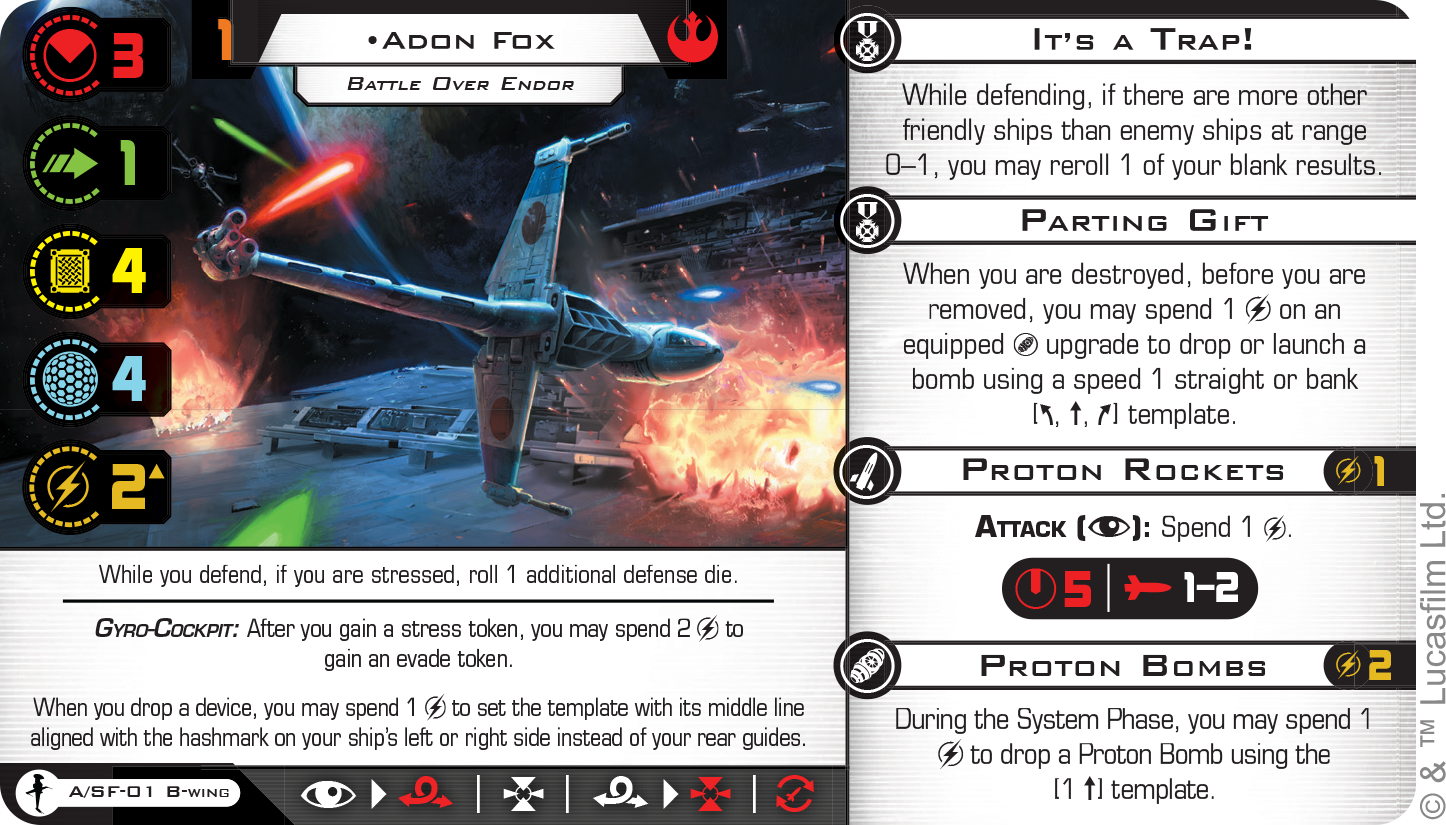 3
1
•Adon Fox
Battle Over Endor
1
4
4
2
While you defend, if you are stressed, roll 1 additional defense die.
Gyro-Cockpit: After you gain a stress token, you may spend 2 to
gain an evade token.
When you drop a device, you may spend 1 to set the template with its middle line
aligned with the hashmark on your ship's left or right side instead of your rear guides.
A/SF-01 B-wing
It's a Trap!
While defending, if there are more other
friendly ships than enemy ships at range
0–1, you may reroll 1 of your blank results.
Parting Gift
When you are destroyed, before you are
removed, you may spend 1 on an
equipped upgrade to drop or launch a
bomb using a speed 1 straight or bank
[↖, ↑, ↗] template.
Proton Rockets
1
Attack ( ): Spend 1 .
5 1–2
Proton Bombs
2
During the System Phase, you may spend 1
to drop a Proton Bomb using the
[1 ↑] template.
© & ™ Lucasfilm Ltd.